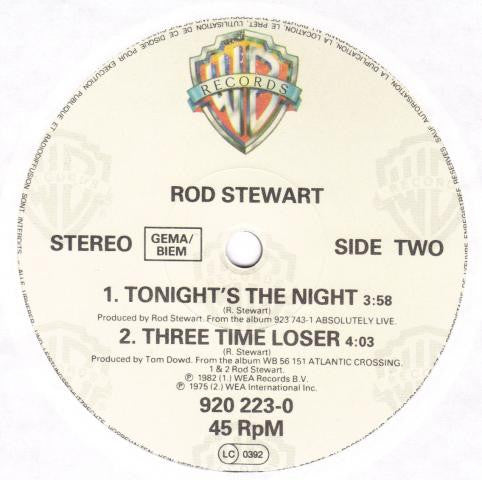 WB
RECORDS
ROD STEWART
STEREO
GEMA/
BIEM
SIDE TWO
1. TONIGHT'S THE NIGHT 3:58
(R. Stewart)
Produced by Rod Stewart. From the album 923 743-1 ABSOLUTELY LIVE.
2. THREE TIME LOSER 4:03
(R. Stewart)
Produced by Tom Dowd. From the album WB 56 151 ATLANTIC CROSSING.
1 & 2 Rod Stewart.
℗ 1982 (1.) WEA Records B.V.
℗ 1975 (2.) WEA International Inc.
920 223-0
45 RpM
LC 0392